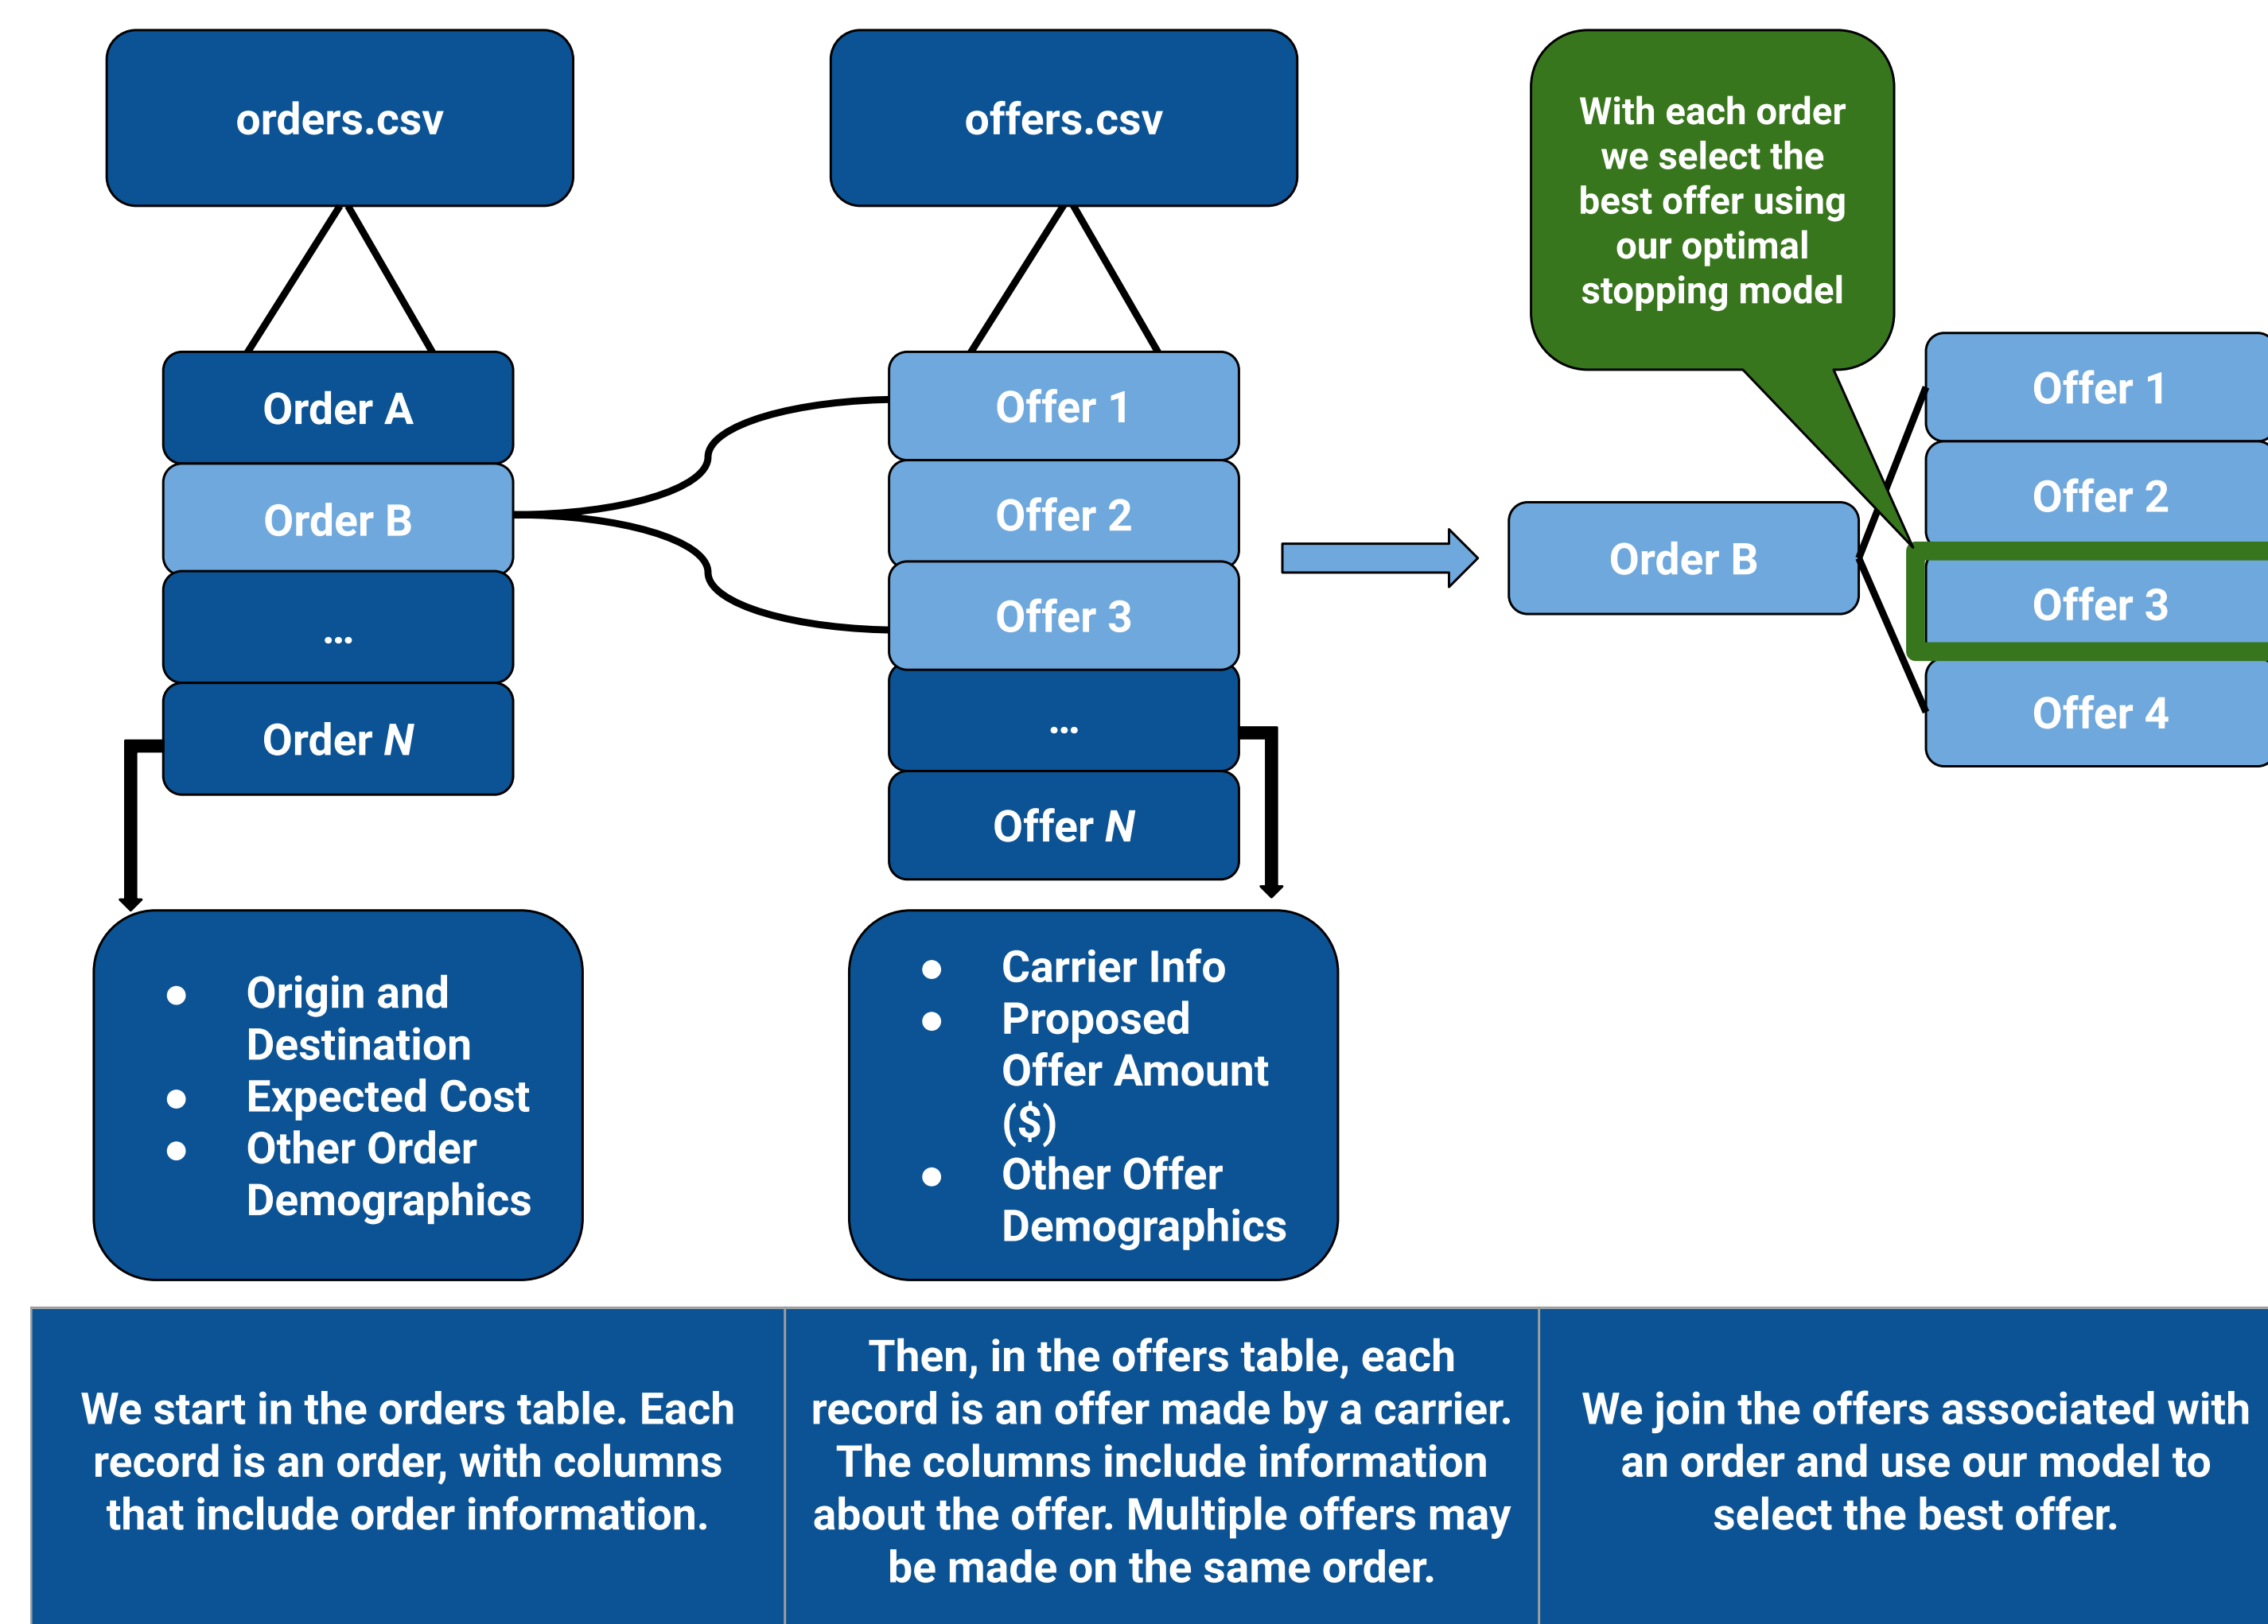 orders.csv
offers.csv
With each order
we select the
best offer using
our optimal
stopping model
Order A
Order B
...
Order N
Offer 1
Offer 2
Offer 3
...
Offer N
Order B
Offer 1
Offer 2
Offer 3
Offer 4
● Origin and
Destination
● Expected Cost
● Other Order
Demographics
● Carrier Info
● Proposed
Offer Amount
($)
● Other Offer
Demographics
We start in the orders table. Each
record is an order, with columns
that include order information.
Then, in the offers table, each
record is an offer made by a carrier.
The columns include information
about the offer. Multiple offers may
be made on the same order.
We join the offers associated with
an order and use our model to
select the best offer.